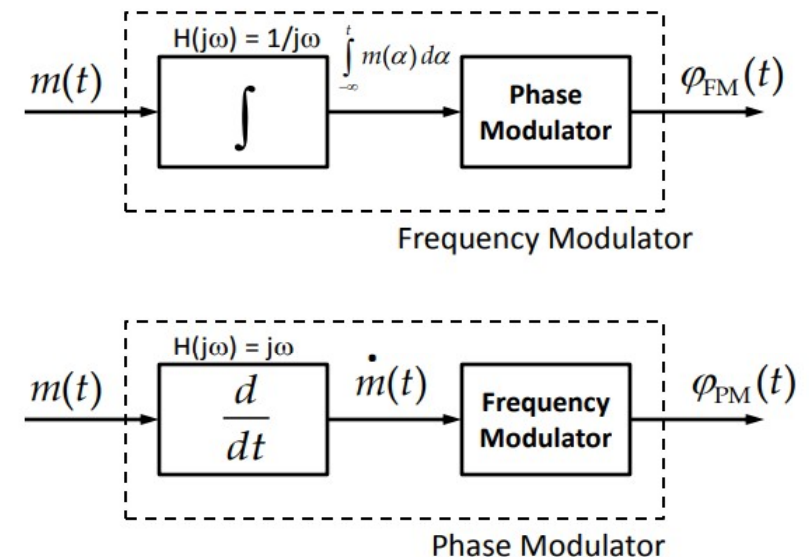 H(jω) = 1/jω
∫_{-∞}^{t} m(α) dα
m(t)
∫
Phase
Modulator
φ_FM(t)
Frequency Modulator
H(jω) = jω
m(t)
d/dt
ṁ(t)
Frequency
Modulator
φ_PM(t)
Phase Modulator